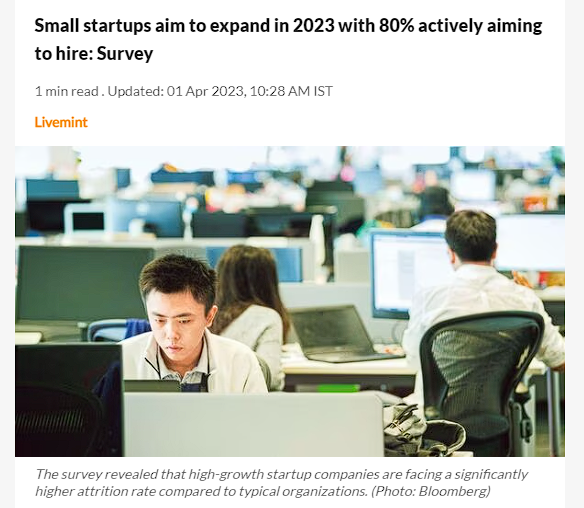 Small startups aim to expand in 2023 with 80% actively aiming
to hire: Survey
1 min read . Updated: 01 Apr 2023, 10:28 AM IST
Livemint
The survey revealed that high-growth startup companies are facing a significantly
higher attrition rate compared to typical organizations. (Photo: Bloomberg)